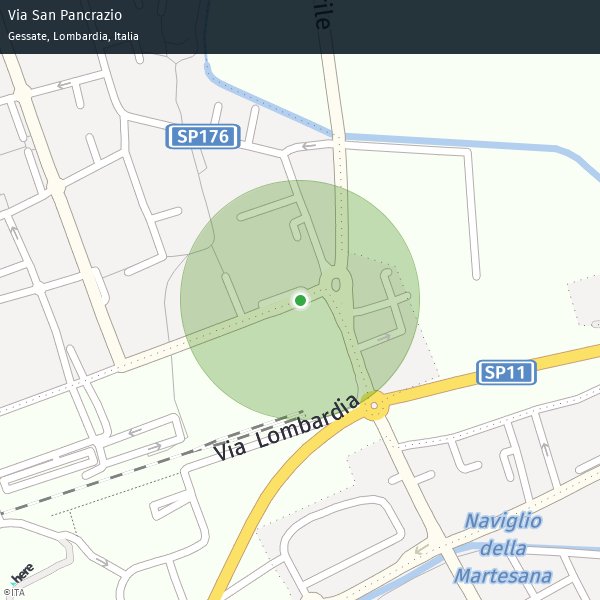 Via San Pancrazio
Gessate, Lombardia, Italia
SP176
SP11
Via Lombardia
Naviglio
della
Martesana
here
©ITA